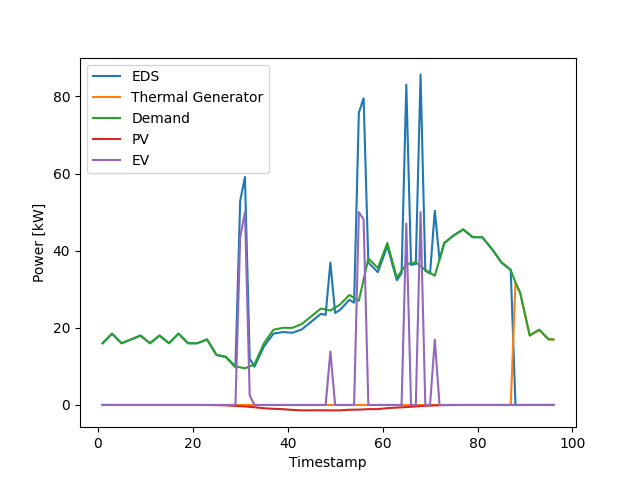 EDS
Thermal Generator
Demand
PV
EV
80
60
40
20
0
Power [kW]
0 20 40 60 80 100
Timestamp